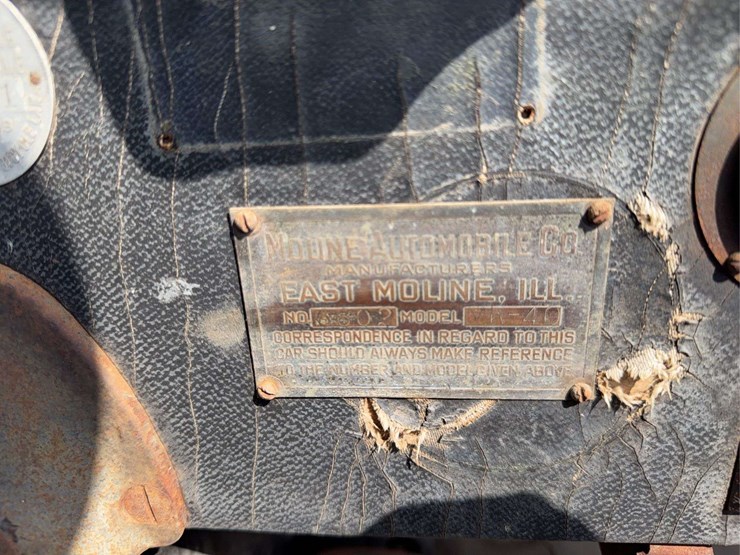 MOLINE AUTOMOBILE CO
MANUFACTURERS
EAST MOLINE, ILL.
NO MODEL
CORRESPONDENCE IN REGARD TO THIS
CAR SHOULD ALWAYS MAKE REFERENCE
TO THE NUMBER AND MODEL GIVEN ABOVE